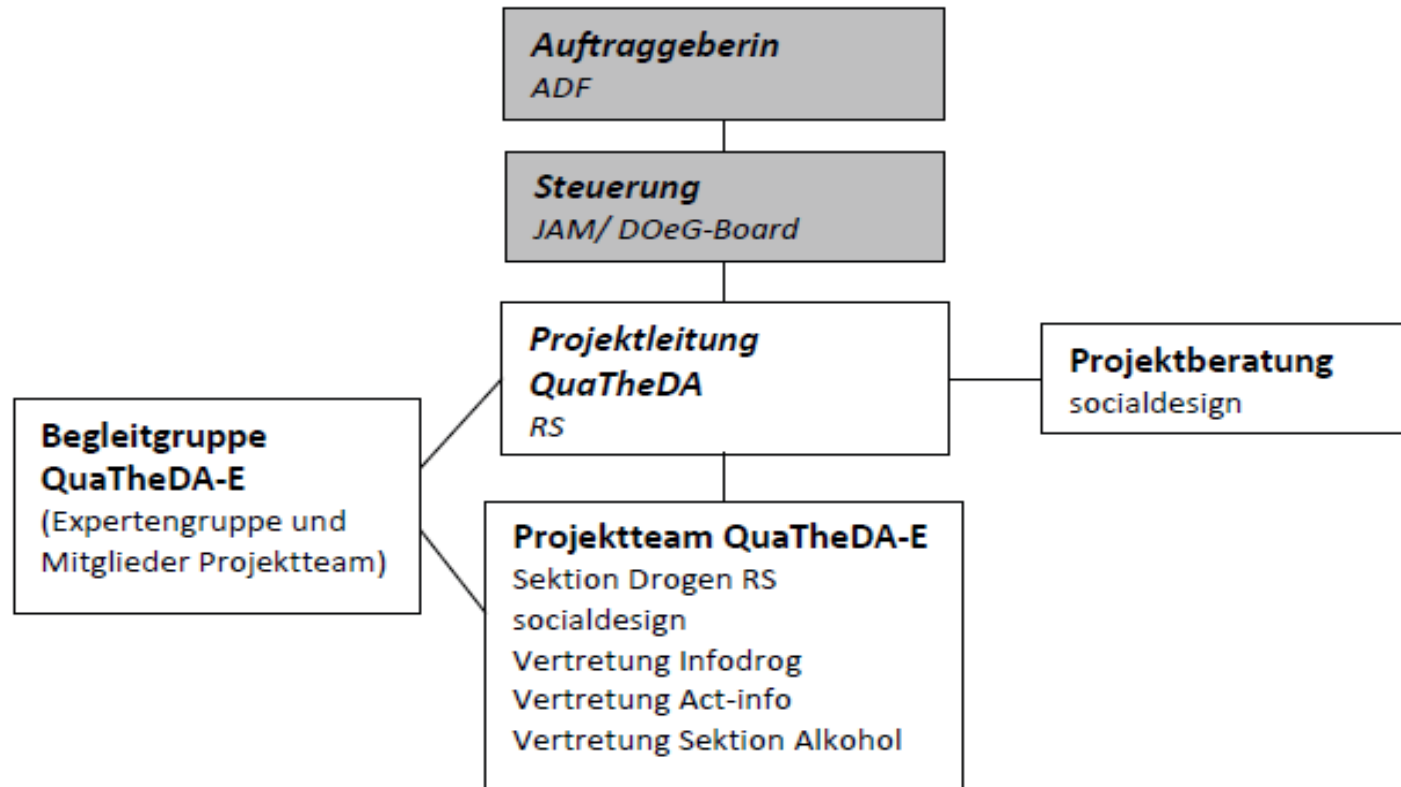 Auftraggeberin
ADF
Steuerung
JAM/ DOeG-Board
Projektleitung
QuaTheDA
RS
Projektberatung
socialdesign
Begleitgruppe
QuaTheDA-E
(Expertengruppe und
Mitglieder Projektteam)
Projektteam QuaTheDA-E
Sektion Drogen RS
socialdesign
Vertretung Infodrog
Vertretung Act-info
Vertretung Sektion Alkohol